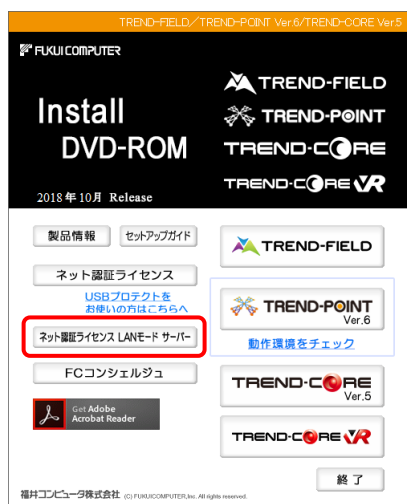 TREND-FIELD／TREND-POINT Ver.6/TREND-CORE Ver.5
FUKUI COMPUTER
TREND-FIELD
TREND-POINT
TREND-CORE
TREND-CORE VR
Install
DVD-ROM
2018年10月 Release
製品情報
セットアップガイド
ネット認証ライセンス
USBプロテクトを
お使いの方はこちらへ
ネット認証ライセンス LANモード サーバー
FCコンシェルジュ
Get Adobe
Acrobat Reader
TREND-FIELD
TREND-POINT
Ver.6
動作環境をチェック
TREND-CORE
Ver.5
TREND-CORE VR
終了
福井コンピュータ株式会社 (C) FUKUICOMPUTER,Inc. All rights reserved.